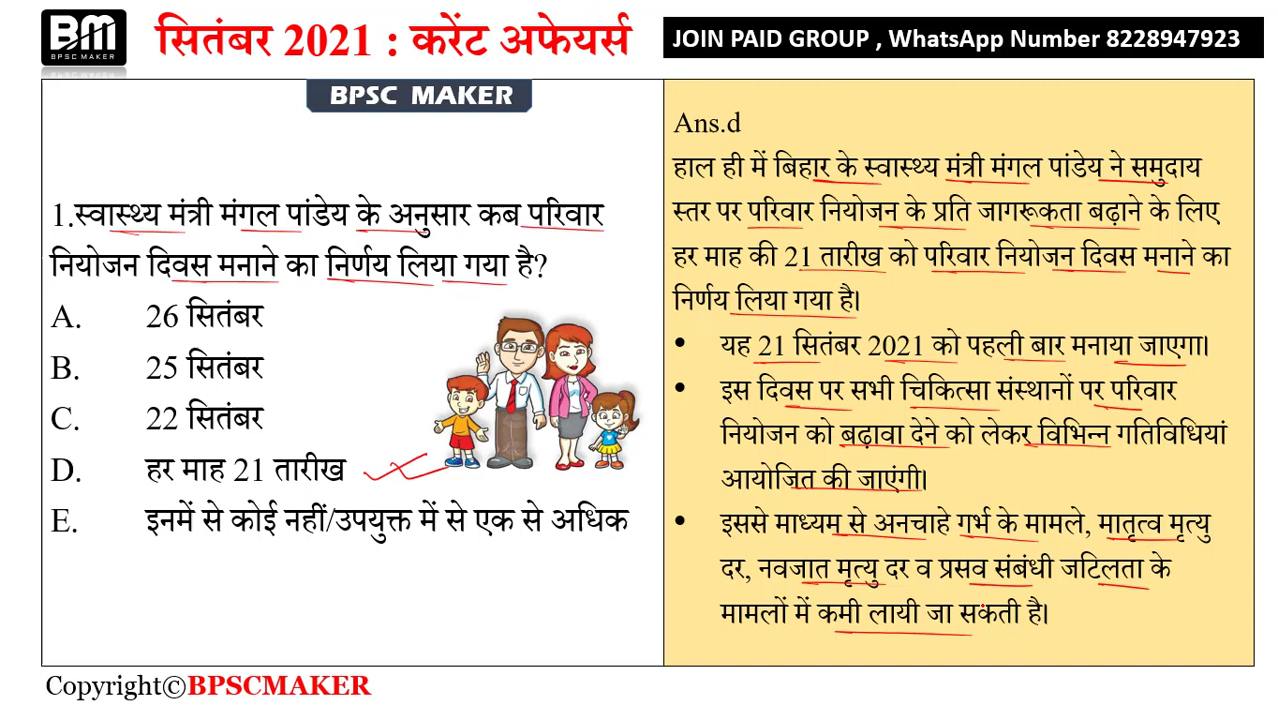 BM
BPSC MAKER
सितंबर 2021 : करेंट अफेयर्स
JOIN PAID GROUP , WhatsApp Number 8228947923
BPSC MAKER
1.स्वास्थ्य मंत्री मंगल पांडेय के अनुसार कब परिवार
नियोजन दिवस मनाने का निर्णय लिया गया है?
A. 26 सितंबर
B. 25 सितंबर
C. 22 सितंबर
D. हर माह 21 तारीख
E. इनमें से कोई नहीं/उपयुक्त में से एक से अधिक
Ans.d
हाल ही में बिहार के स्वास्थ्य मंत्री मंगल पांडेय ने समुदाय
स्तर पर परिवार नियोजन के प्रति जागरूकता बढ़ाने के लिए
हर माह की 21 तारीख को परिवार नियोजन दिवस मनाने का
निर्णय लिया गया है।
• यह 21 सितंबर 2021 को पहली बार मनाया जाएगा।
• इस दिवस पर सभी चिकित्सा संस्थानों पर परिवार
नियोजन को बढ़ावा देने को लेकर विभिन्न गतिविधियां
आयोजित की जाएंगी।
• इससे माध्यम से अनचाहे गर्भ के मामले, मातृत्व मृत्यु
दर, नवजात मृत्यु दर व प्रसव संबंधी जटिलता के
मामलों में कमी लायी जा सकती है।
Copyright©BPSCMAKER